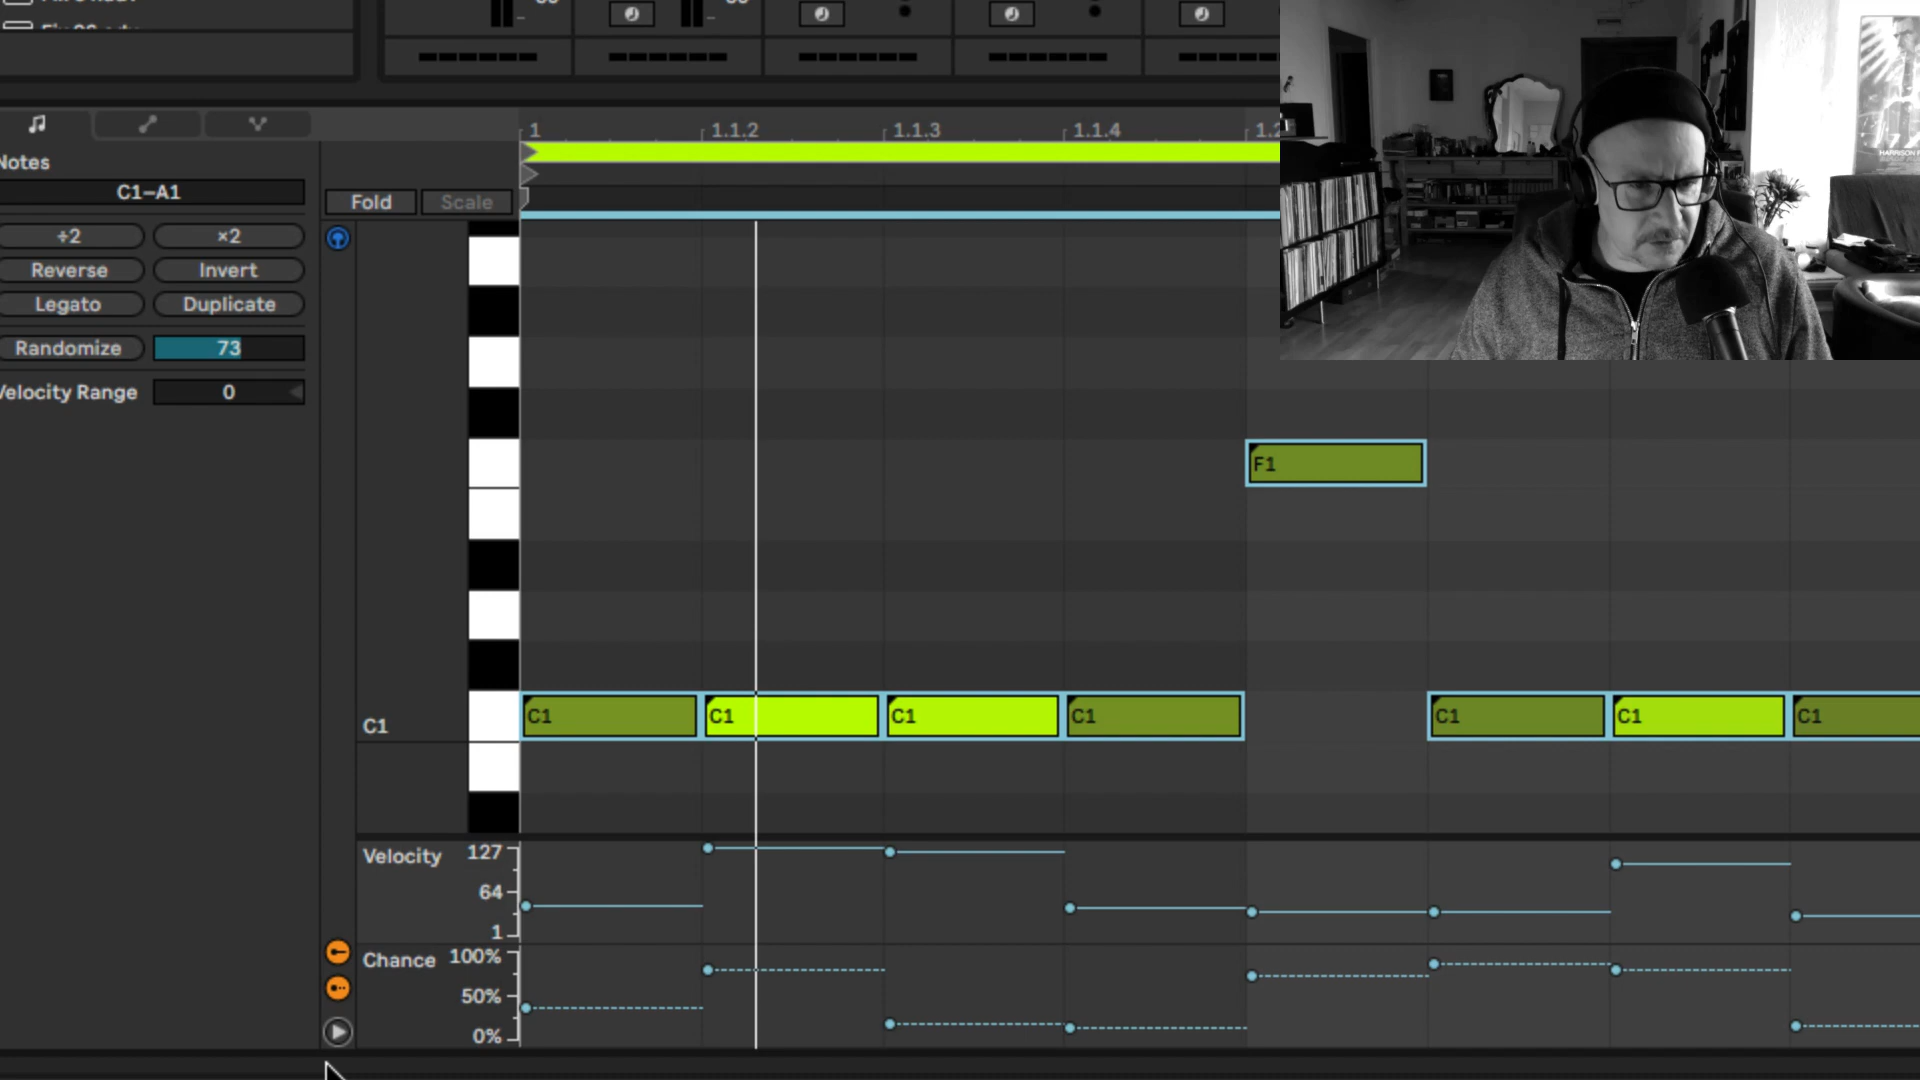 1 1.1.2 1.1.3 1.1.4
Notes
C1–A1
Fold Scale
÷2 ×2
Reverse Invert
Legato Duplicate
Randomize 73
Velocity Range 0
F1
C1
C1 C1 C1 C1 C1 C1 C1
Velocity 127
64
1
Chance 100%
50%
0%